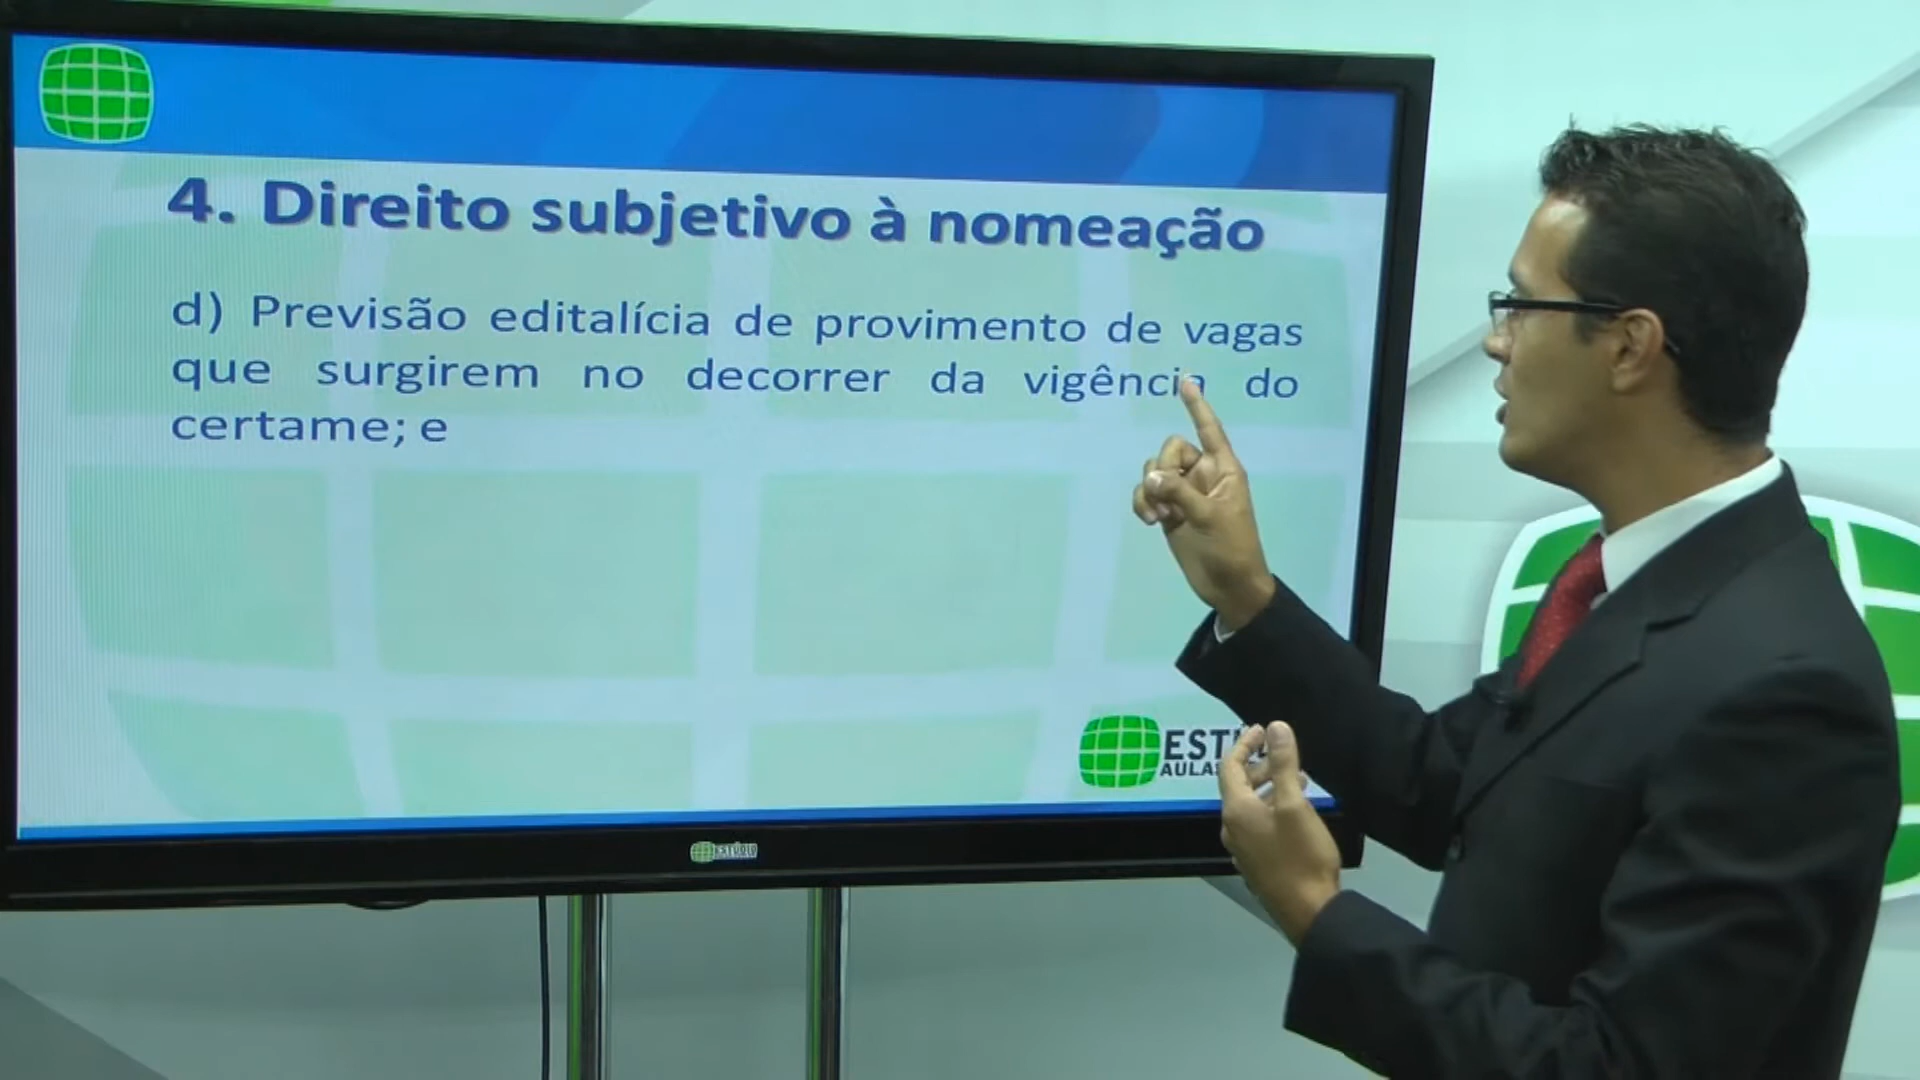 4. Direito subjetivo à nomeação
d) Previsão editalícia de provimento de vagas
que surgirem no decorrer da vigência do
certame; e